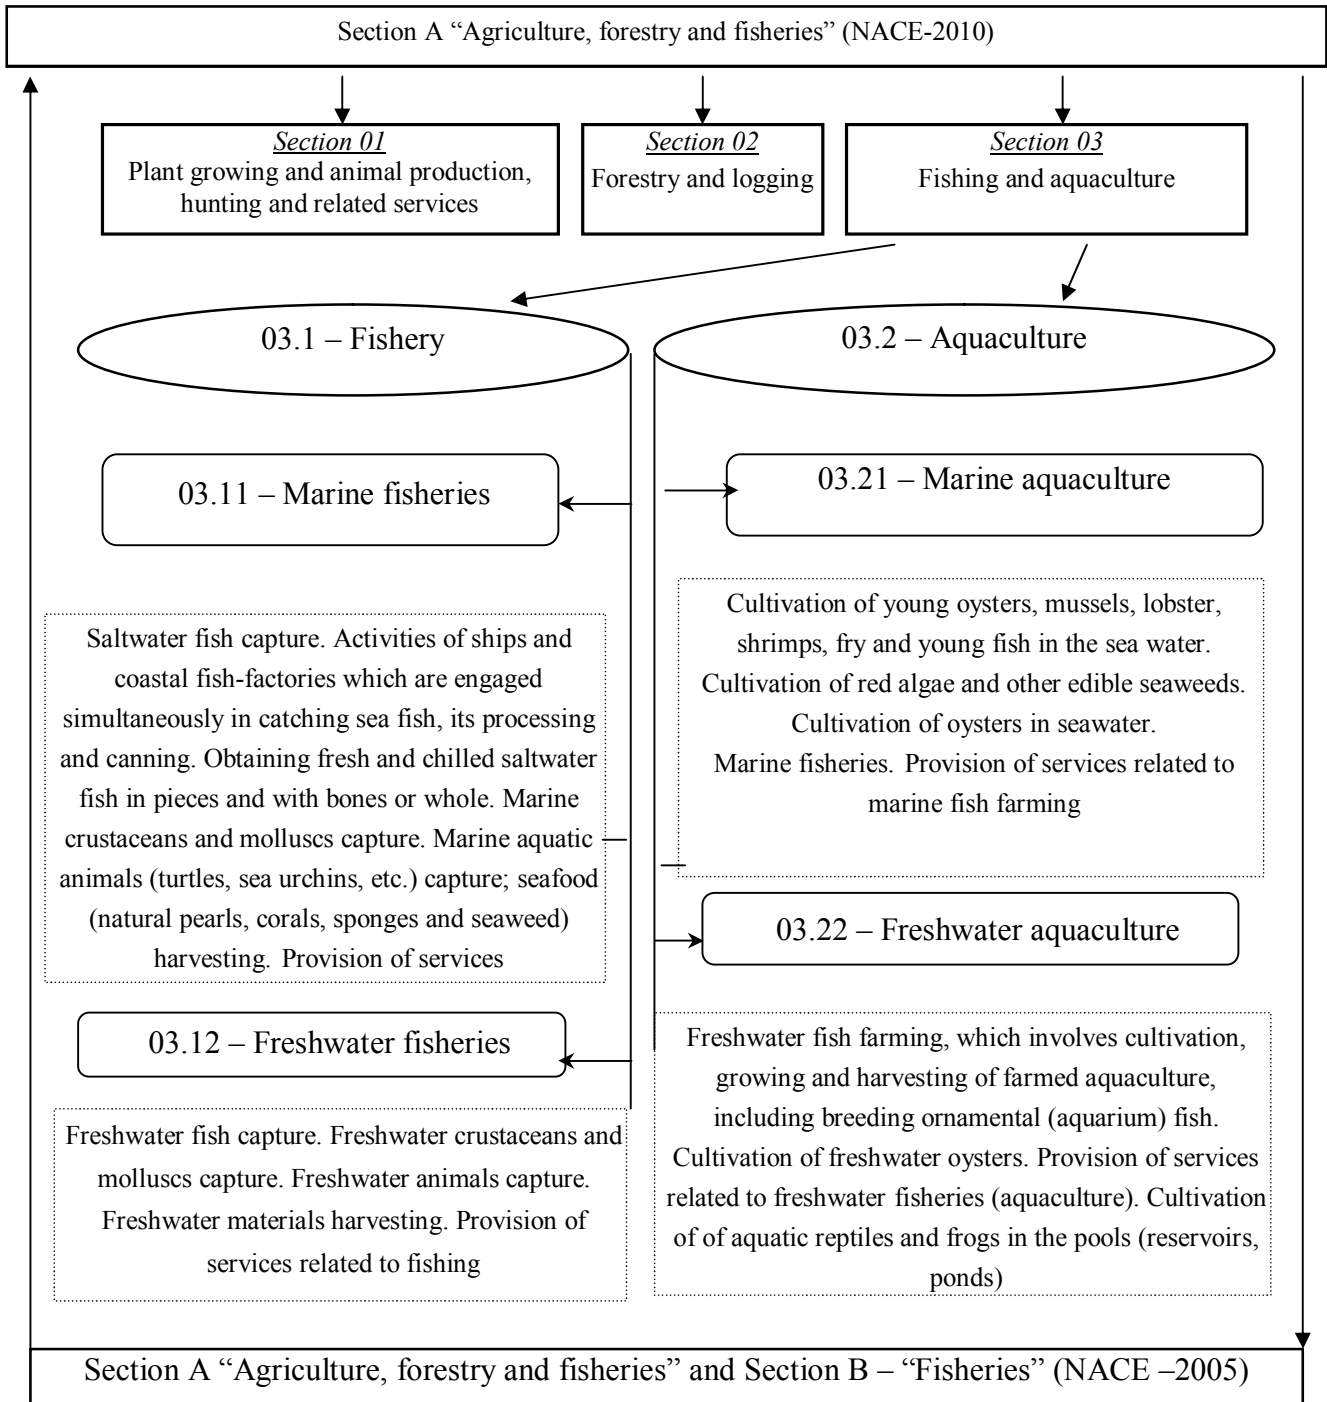 Section A “Agriculture, forestry and fisheries” (NACE-2010)
Section 01
Plant growing and animal production,
hunting and related services
Section 02
Forestry and logging
Section 03
Fishing and aquaculture
03.1 – Fishery
03.2 – Aquaculture
03.11 – Marine fisheries
Saltwater fish capture. Activities of ships and
coastal fish-factories which are engaged
simultaneously in catching sea fish, its processing
and canning. Obtaining fresh and chilled saltwater
fish in pieces and with bones or whole. Marine
crustaceans and molluscs capture. Marine aquatic
animals (turtles, sea urchins, etc.) capture; seafood
(natural pearls, corals, sponges and seaweed)
harvesting. Provision of services
03.12 – Freshwater fisheries
Freshwater fish capture. Freshwater crustaceans and
molluscs capture. Freshwater animals capture.
Freshwater materials harvesting. Provision of
services related to fishing
03.21 – Marine aquaculture
Cultivation of young oysters, mussels, lobster,
shrimps, fry and young fish in the sea water.
Cultivation of red algae and other edible seaweeds.
Cultivation of oysters in seawater.
Marine fisheries. Provision of services related to
marine fish farming
03.22 – Freshwater aquaculture
Freshwater fish farming, which involves cultivation,
growing and harvesting of farmed aquaculture,
including breeding ornamental (aquarium) fish.
Cultivation of freshwater oysters. Provision of services
related to freshwater fisheries (aquaculture). Cultivation
of of aquatic reptiles and frogs in the pools (reservoirs,
ponds)
Section A “Agriculture, forestry and fisheries” and Section B – “Fisheries” (NACE –2005)